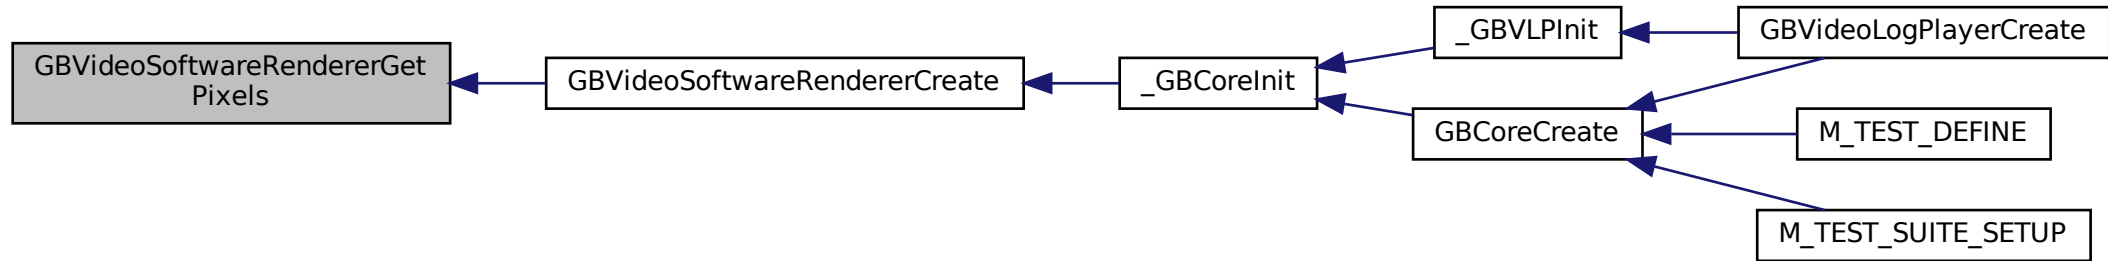 GBVideoSoftwareRendererGet
Pixels
GBVideoSoftwareRendererCreate
_GBCoreInit
_GBVLPInit
GBVideoLogPlayerCreate
GBCoreCreate
M_TEST_DEFINE
M_TEST_SUITE_SETUP